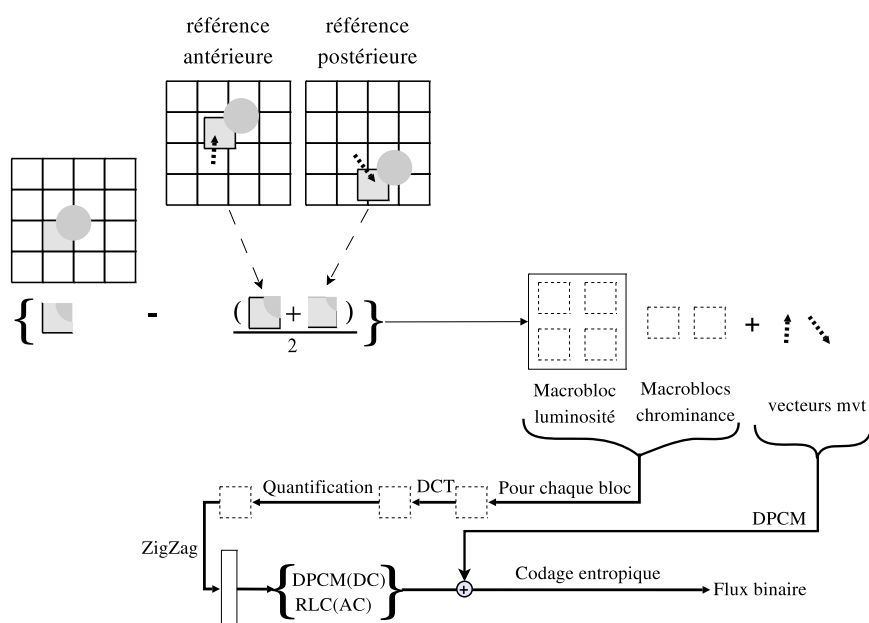 référence
antérieure
référence
postérieure
{ - ( + ) }
2
+
Macrobloc
luminosité
Macroblocs
chrominance
vecteurs mvt
Quantification
DCT
Pour chaque bloc
DPCM
ZigZag
DPCM(DC)
RLC(AC)
+
Codage entropique
Flux binaire